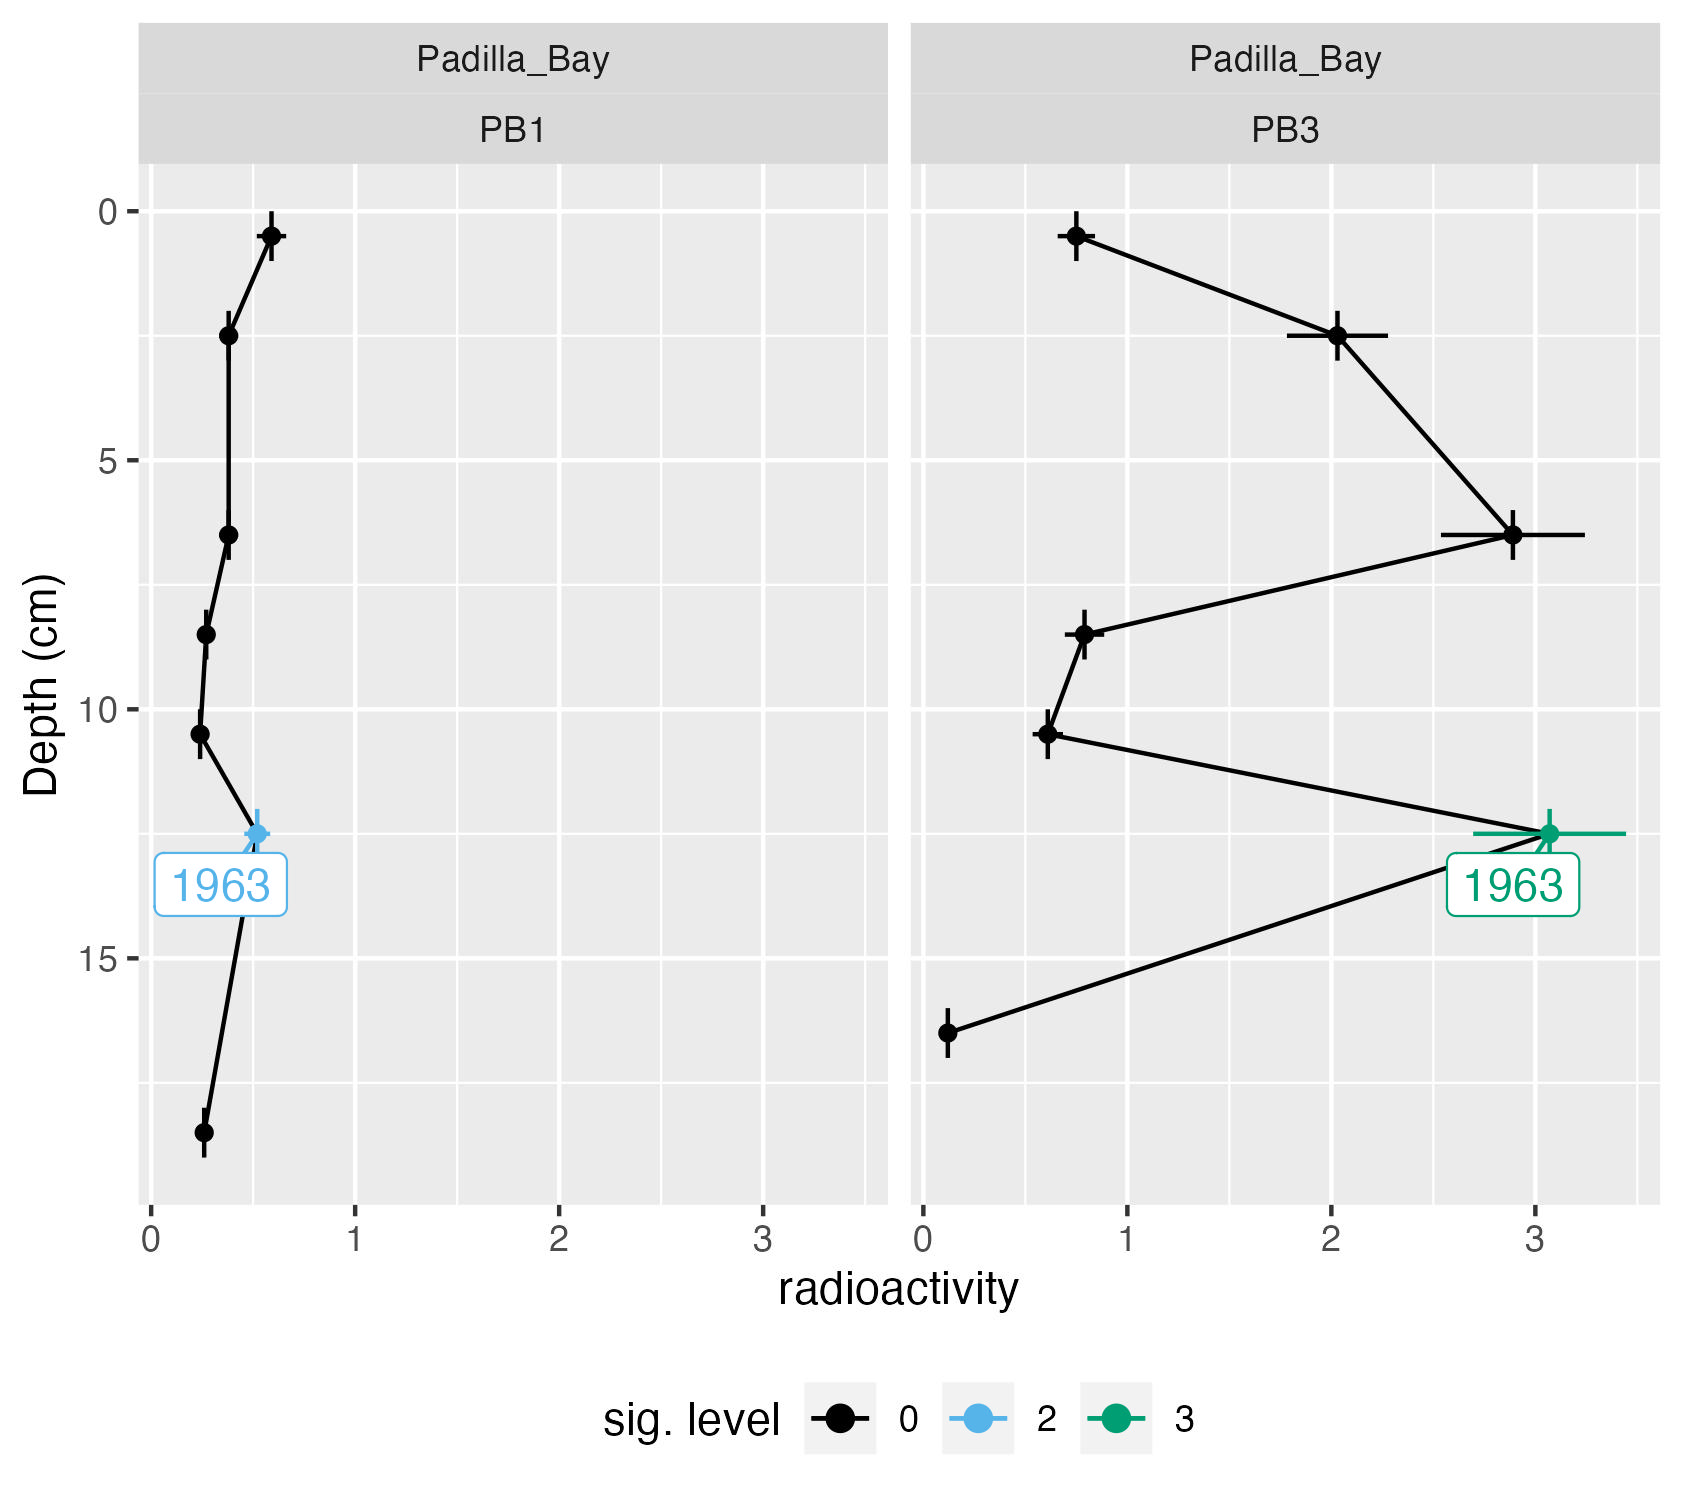 Padilla_Bay
PB1
Padilla_Bay
PB3
0
5
10
15
Depth (cm)
1963
1963
0 1 2 3
0 1 2 3
radioactivity
sig. level 0 2 3